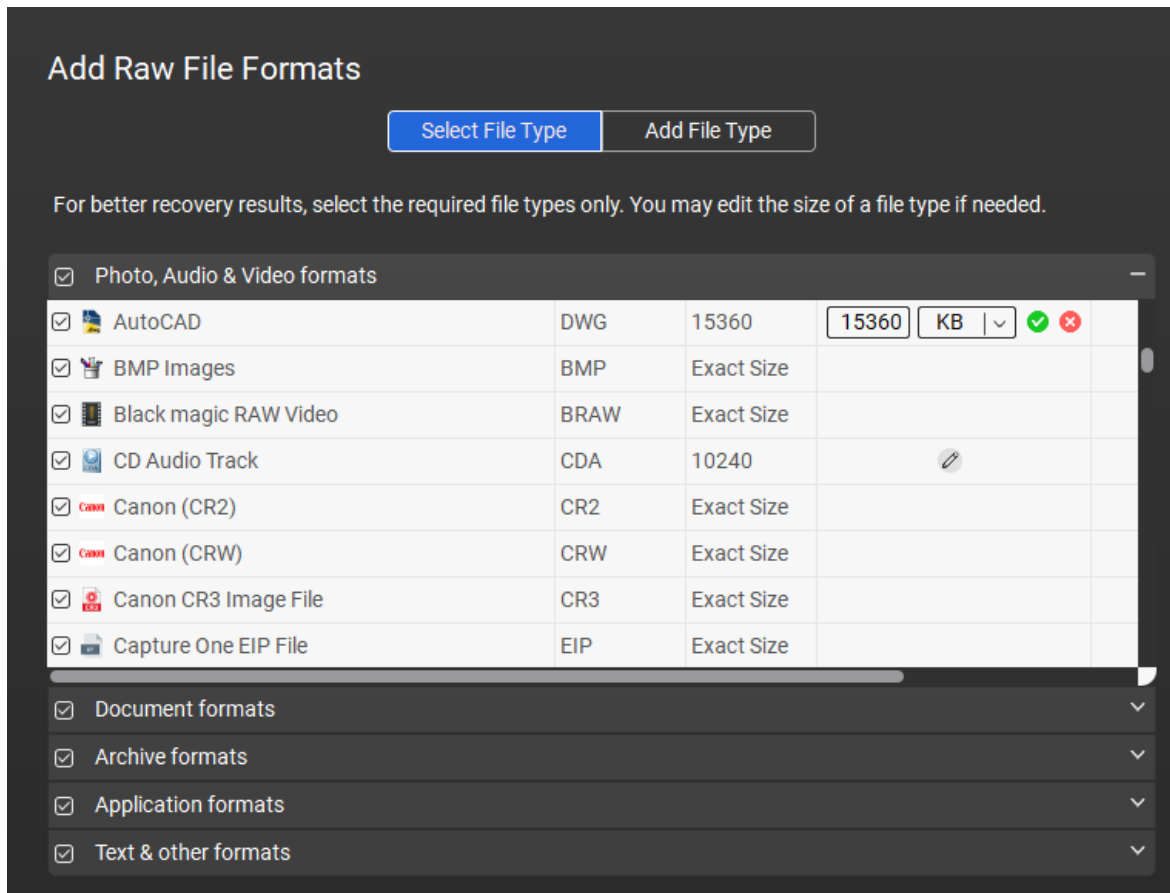 Add Raw File Formats
Select File Type Add File Type
For better recovery results, select the required file types only. You may edit the size of a file type if needed.
Photo, Audio & Video formats
AutoCAD DWG 15360 15360 KB
BMP Images BMP Exact Size
Black magic RAW Video BRAW Exact Size
CD Audio Track CDA 10240
Canon Canon (CR2) CR2 Exact Size
Canon Canon (CRW) CRW Exact Size
Canon CR3 Image File CR3 Exact Size
Capture One EIP File EIP Exact Size
Document formats
Archive formats
Application formats
Text & other formats